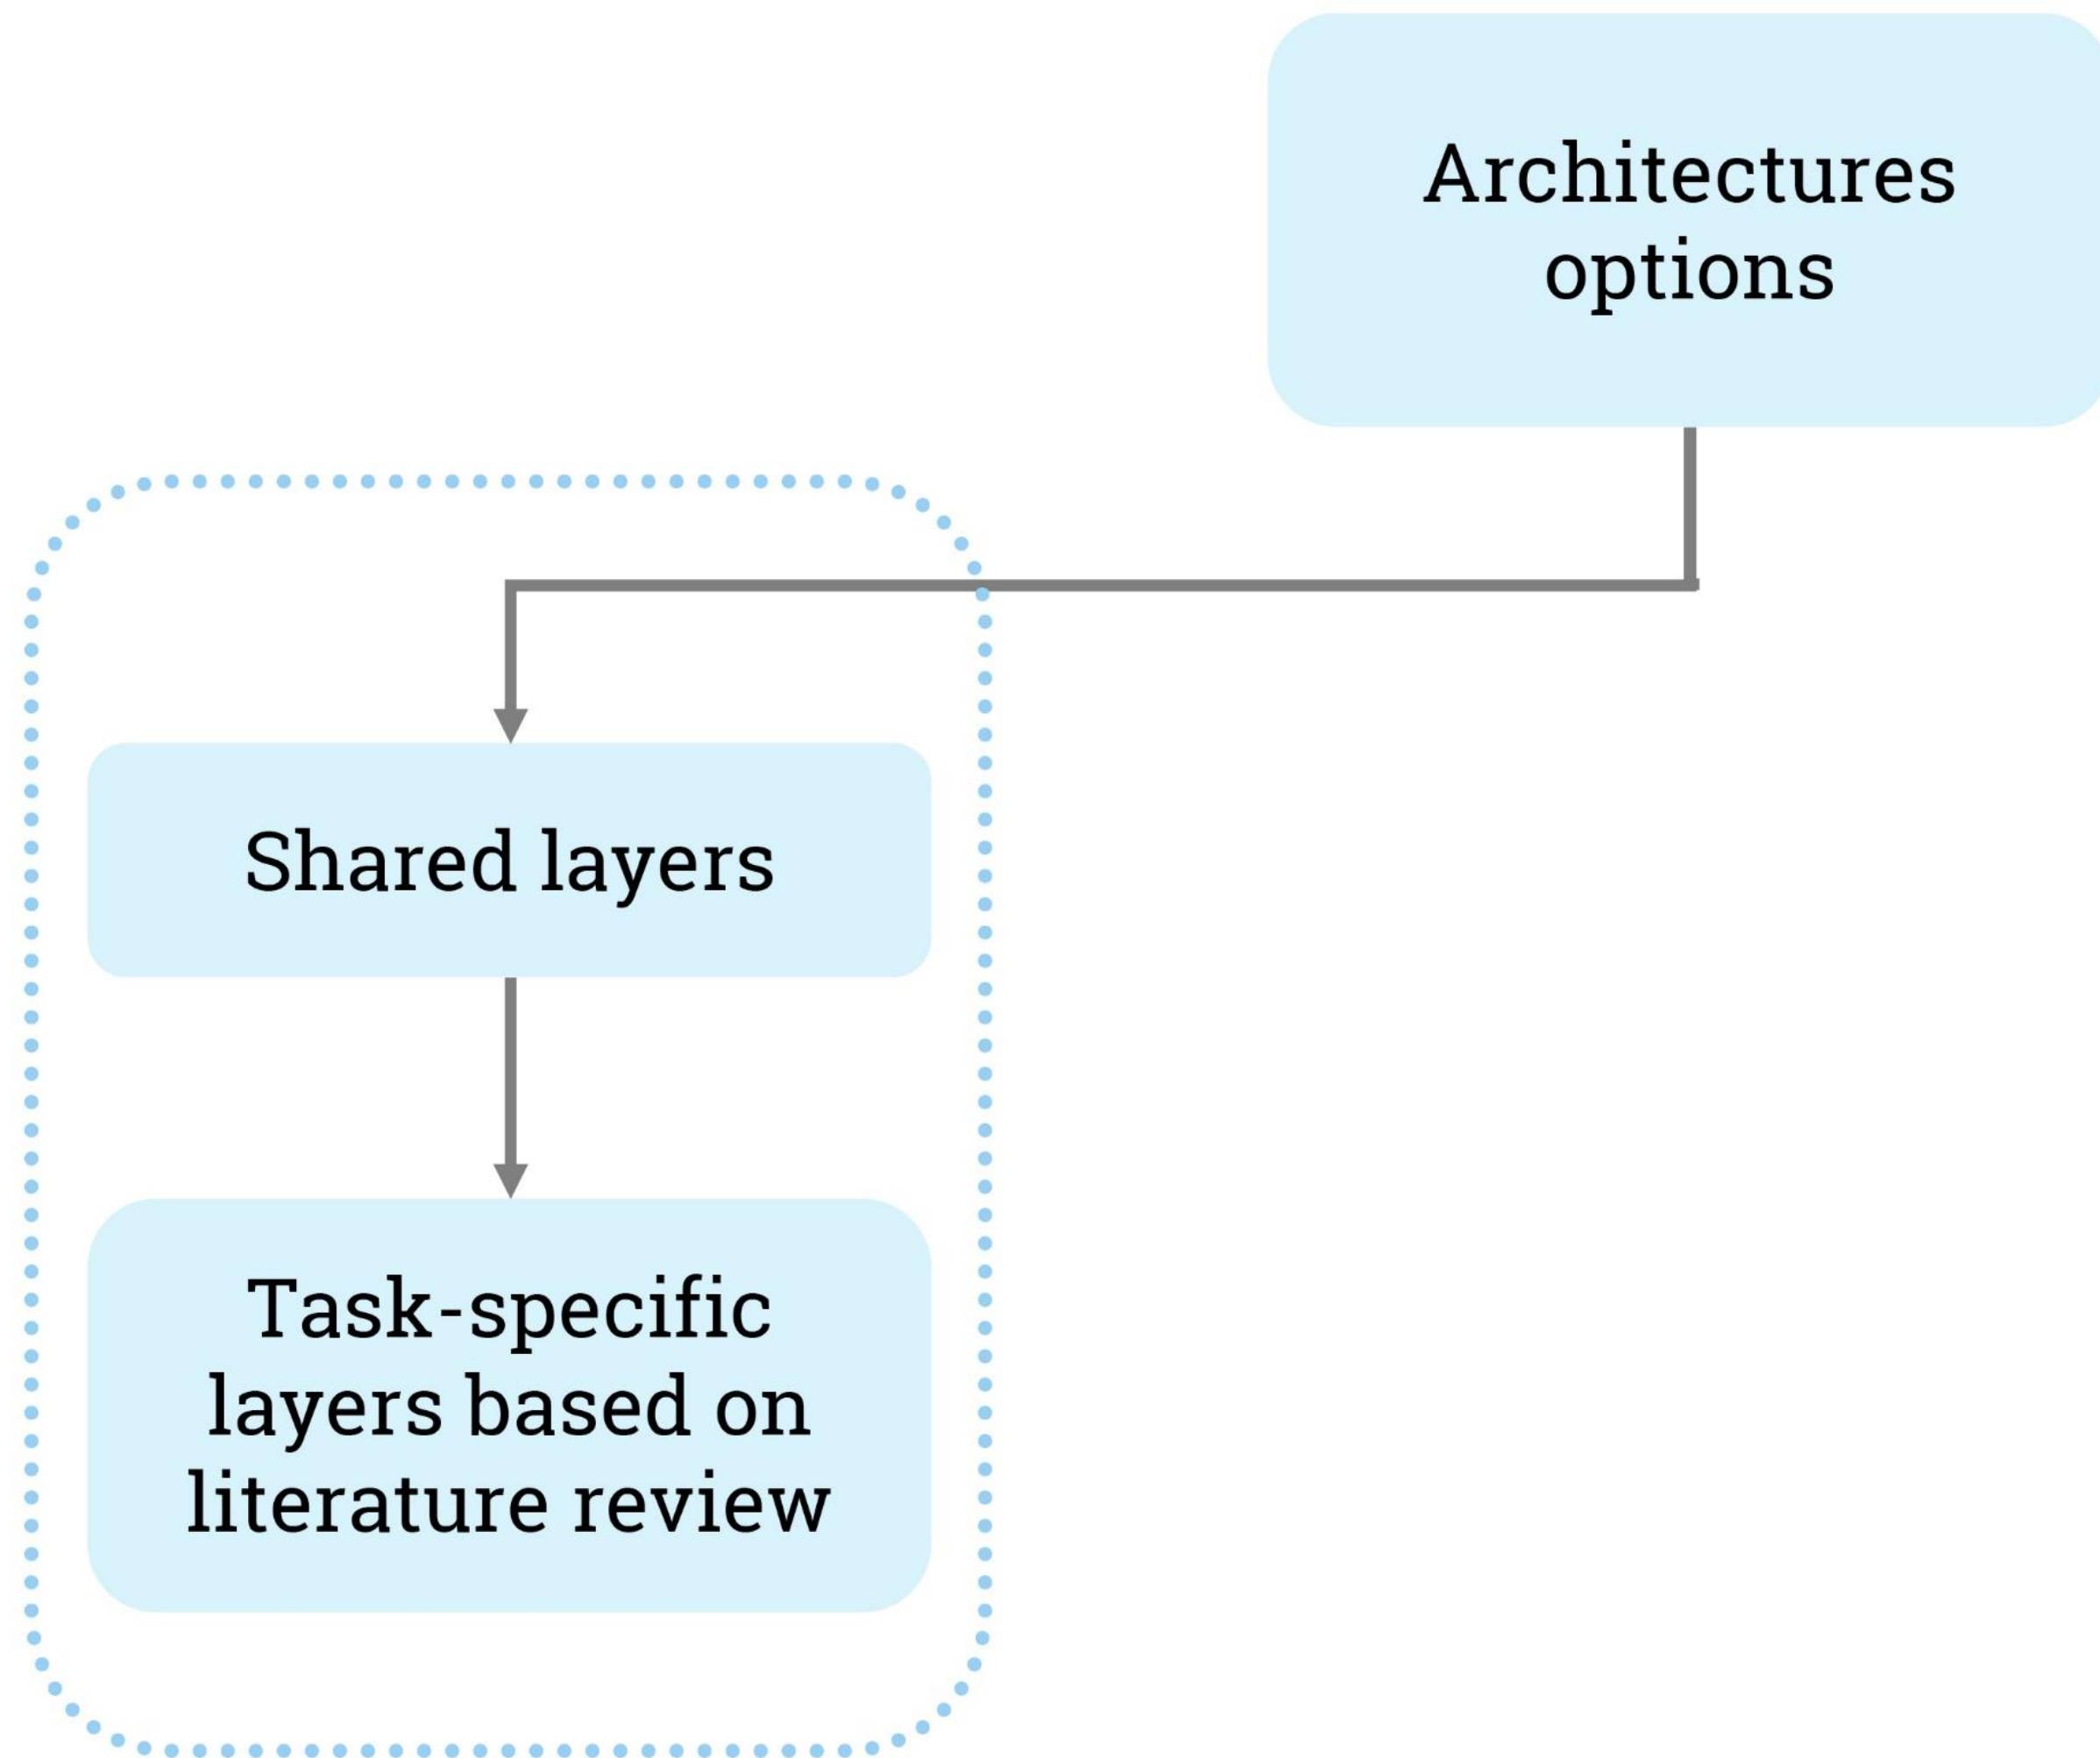 Architectures
options
Shared layers
Task-specific
layers based on
literature review